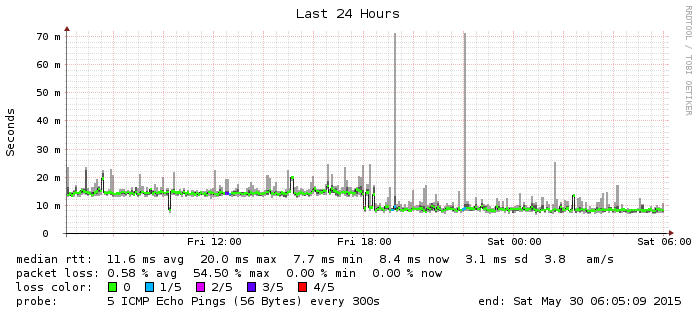 Last 24 Hours
RRDTOOL / TOBI OETIKER
Seconds
70 m
60 m
50 m
40 m
30 m
20 m
10 m
0
Fri 12:00 Fri 18:00 Sat 00:00 Sat 06:00
median rtt: 11.6 ms avg 20.0 ms max 7.7 ms min 8.4 ms now 3.1 ms sd 3.8 am/s
packet loss: 0.58 % avg 54.50 % max 0.00 % min 0.00 % now
loss color: 0 1/5 2/5 3/5 4/5
probe: 5 ICMP Echo Pings (56 Bytes) every 300s end: Sat May 30 06:05:09 2015